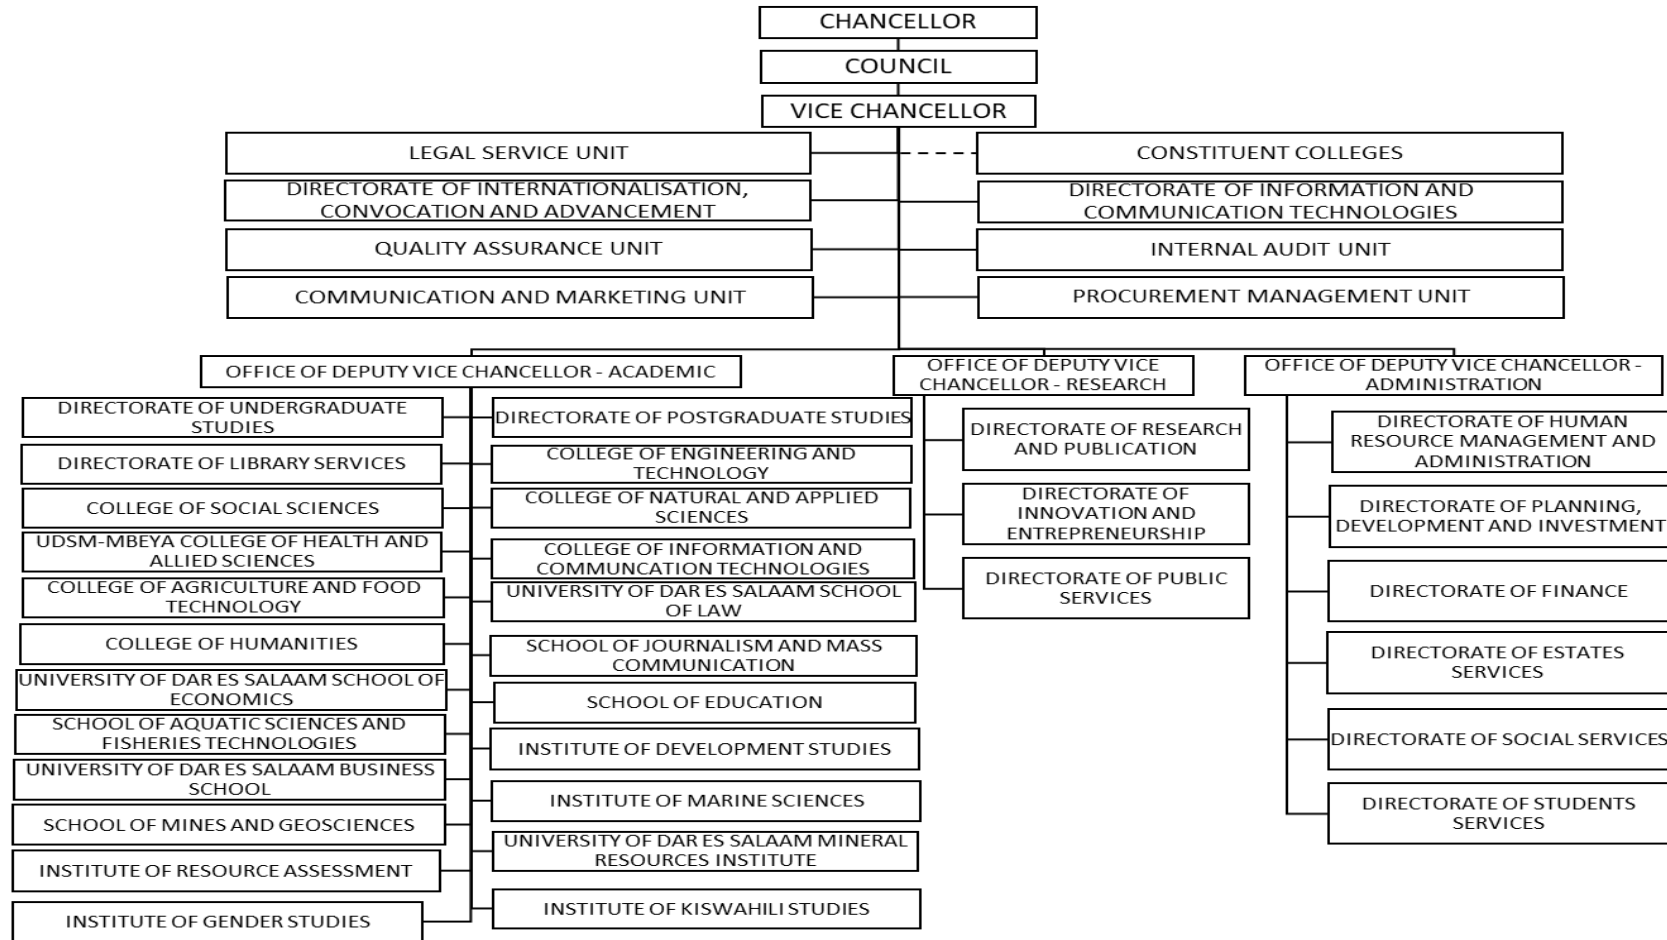 CHANCELLOR
COUNCIL
VICE CHANCELLOR
LEGAL SERVICE UNIT
CONSTITUENT COLLEGES
DIRECTORATE OF INTERNATIONALISATION,
CONVOCATION AND ADVANCEMENT
DIRECTORATE OF INFORMATION AND
COMMUNICATION TECHNOLOGIES
QUALITY ASSURANCE UNIT
INTERNAL AUDIT UNIT
COMMUNICATION AND MARKETING UNIT
PROCUREMENT MANAGEMENT UNIT
OFFICE OF DEPUTY VICE CHANCELLOR - ACADEMIC
DIRECTORATE OF UNDERGRADUATE
STUDIES
DIRECTORATE OF LIBRARY SERVICES
COLLEGE OF SOCIAL SCIENCES
UDSM-MBEYA COLLEGE OF HEALTH AND
ALLIED SCIENCES
COLLEGE OF AGRICULTURE AND FOOD
TECHNOLOGY
COLLEGE OF HUMANITIES
UNIVERSITY OF DAR ES SALAAM SCHOOL OF
ECONOMICS
SCHOOL OF AQUATIC SCIENCES AND
FISHERIES TECHNOLOGIES
UNIVERSITY OF DAR ES SALAAM BUSINESS
SCHOOL
SCHOOL OF MINES AND GEOSCIENCES
INSTITUTE OF RESOURCE ASSESSMENT
INSTITUTE OF GENDER STUDIES
DIRECTORATE OF POSTGRADUATE STUDIES
COLLEGE OF ENGINEERING AND
TECHNOLOGY
COLLEGE OF NATURAL AND APPLIED
SCIENCES
COLLEGE OF INFORMATION AND
COMMUNCATION TECHNOLOGIES
UNIVERSITY OF DAR ES SALAAM SCHOOL
OF LAW
SCHOOL OF JOURNALISM AND MASS
COMMUNICATION
SCHOOL OF EDUCATION
INSTITUTE OF DEVELOPMENT STUDIES
INSTITUTE OF MARINE SCIENCES
UNIVERSITY OF DAR ES SALAAM MINERAL
RESOURCES INSTITUTE
INSTITUTE OF KISWAHILI STUDIES
OFFICE OF DEPUTY VICE
CHANCELLOR - RESEARCH
DIRECTORATE OF RESEARCH
AND PUBLICATION
DIRECTORATE OF
INNOVATION AND
ENTREPRENEURSHIP
DIRECTORATE OF PUBLIC
SERVICES
OFFICE OF DEPUTY VICE CHANCELLOR -
ADMINISTRATION
DIRECTORATE OF HUMAN
RESOURCE MANAGEMENT AND
ADMINISTRATION
DIRECTORATE OF PLANNING,
DEVELOPMENT AND INVESTMENT
DIRECTORATE OF FINANCE
DIRECTORATE OF ESTATES
SERVICES
DIRECTORATE OF SOCIAL SERVICES
DIRECTORATE OF STUDENTS
SERVICES